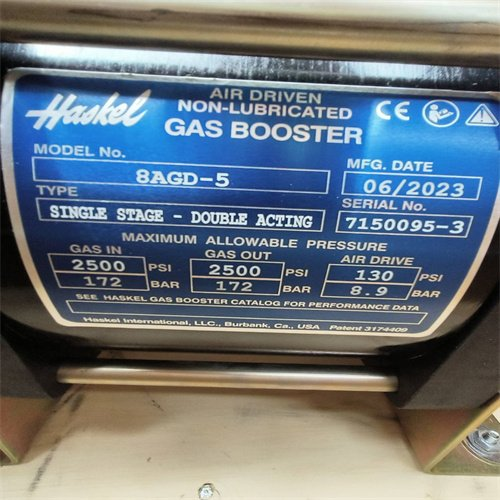 Haskel
AIR DRIVEN
NON-LUBRICATED
GAS BOOSTER
CE
MODEL No.
8AGD-5
MFG. DATE
06/2023
TYPE
SINGLE STAGE - DOUBLE ACTING
SERIAL No.
7150095-3
MAXIMUM ALLOWABLE PRESSURE
GAS IN GAS OUT AIR DRIVE
2500 PSI 2500 PSI 130 PSI
172 BAR 172 BAR 8.9 BAR
SEE HASKEL GAS BOOSTER CATALOG FOR PERFORMANCE DATA
Haskel International, LLC., Burbank, Ca., USA Patent 3174409